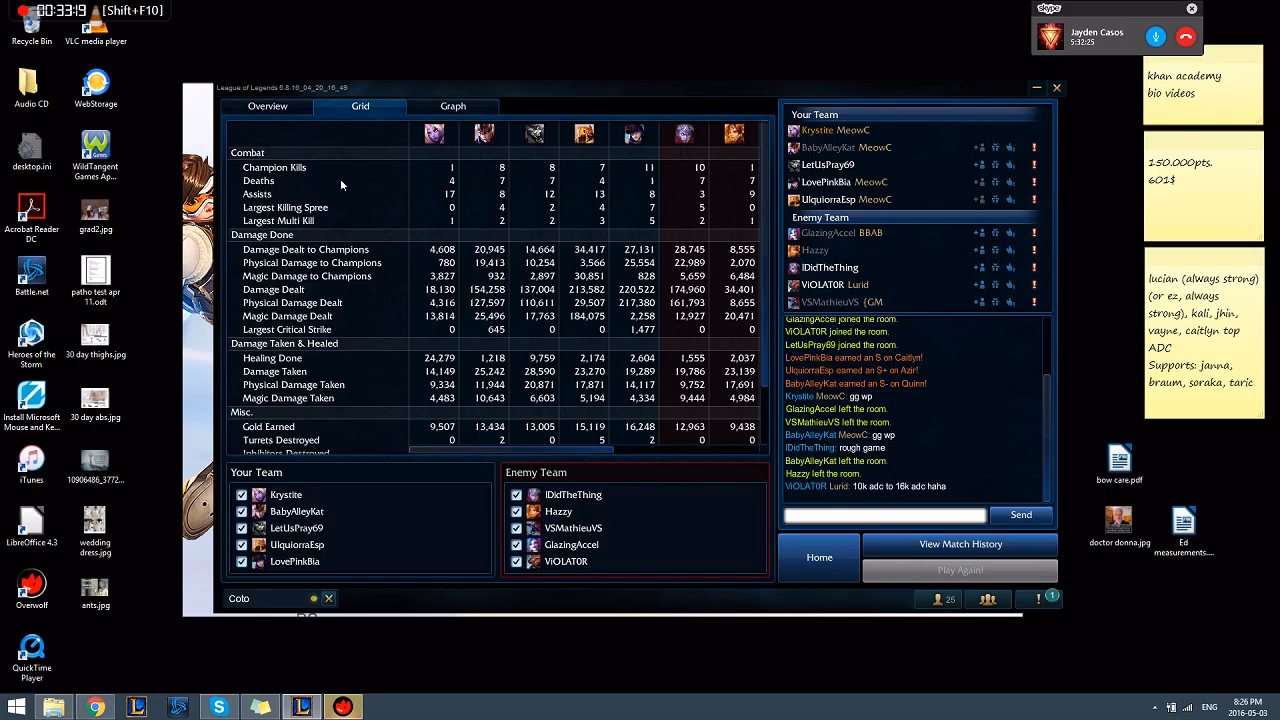 00:33:19 [Shift+F10]
Recycle Bin
VLC media player
Audio CD
WebStorage
desktop.ini
WildTangent
Games Ap...
Acrobat Reader
DC
grad2.jpg
Battle.net
patho test apr
11.odt
Heroes of the
Storm
30 day thighs.jpg
Install Microsoft
Mouse and Ke...
30 day abs.jpg
iTunes
10906486_3772...
LibreOffice 4.3
wedding
dress.jpg
Overwolf
ants.jpg
QuickTime
Player
League of Legends 6.8.16_04_20_16_49
Overview Grid Graph
Combat
Champion Kills 1 8 8 7 11 10 1
Deaths 4 7 7 4 1 7 7
Assists 17 8 12 13 8 3 9
Largest Killing Spree 0 4 2 4 7 5 0
Largest Multi Kill 1 2 2 3 5 2 1
Damage Done
Damage Dealt to Champions 4,608 20,945 14,664 34,417 27,131 28,745 8,555
Physical Damage to Champions 780 19,413 10,254 3,566 25,554 22,989 2,070
Magic Damage to Champions 3,827 932 2,897 30,851 828 5,659 6,484
Damage Dealt 18,130 154,258 137,004 213,582 220,522 174,960 34,401
Physical Damage Dealt 4,316 127,597 110,611 29,507 217,380 161,793 8,655
Magic Damage Dealt 13,814 25,496 17,763 184,075 2,258 12,927 20,471
Largest Critical Strike 0 645 0 0 1,477 0 0
Damage Taken & Healed
Healing Done 24,279 1,218 9,759 2,174 2,604 1,555 2,037
Damage Taken 14,149 25,242 28,590 23,270 19,289 19,786 23,139
Physical Damage Taken 9,334 11,944 20,871 17,871 14,117 9,752 17,691
Magic Damage Taken 4,483 10,643 5,003 5,194 4,334 9,444 4,984
Misc.
Gold Earned 9,507 13,434 13,005 15,119 16,248 12,963 9,438
Turrets Destroyed 0 2 0 5 2 0 0
Inhibitors Destroyed
Your Team
Krystite
BabyAlleyKat
LetUsPray69
UlquiorraEsp
LovePinkBia
Enemy Team
IDidTheThing
Hazzy
VSMathieuVS
GlazingAccel
ViOLAT0R
Coto
Your Team
Krystite MeowC
BabyAlleyKat MeowC
LetUsPray69
LovePinkBia MeowC
UlquiorraEsp MeowC
Enemy Team
GlazingAccel BBAB
Hazzy
IDidTheThing
ViOLAT0R Lurid
VSMathieuVS {GM
GlazingAccel joined the room.
ViOLAT0R joined the room.
LetUsPray69 joined the room.
LovePinkBia earned an S on Caitlyn!
UlquiorraEsp earned an S+ on Azir!
BabyAlleyKat earned an S- on Quinn!
Krystite MeowC: gg wp
GlazingAccel left the room.
VSMathieuVS left the room.
BabyAlleyKat MeowC: gg wp
IDidTheThing: rough game
BabyAlleyKat left the room.
Hazzy left the room.
ViOLAT0R Lurid: 10k adc to 16k adc haha
Send
Home
View Match History
Play Again!
25
1
skype
Jayden Casos
5:32:25
khan academy
bio videos
150.000pts.
601$
lucian (always strong)
(or ez, always
strong), kali, jhin,
vayne, caitlyn top
ADC
Supports: janna,
braum, soraka, taric
bow care.pdf
doctor donna.jpg
Ed
measurements....
ENG
8:26 PM
2016-05-03